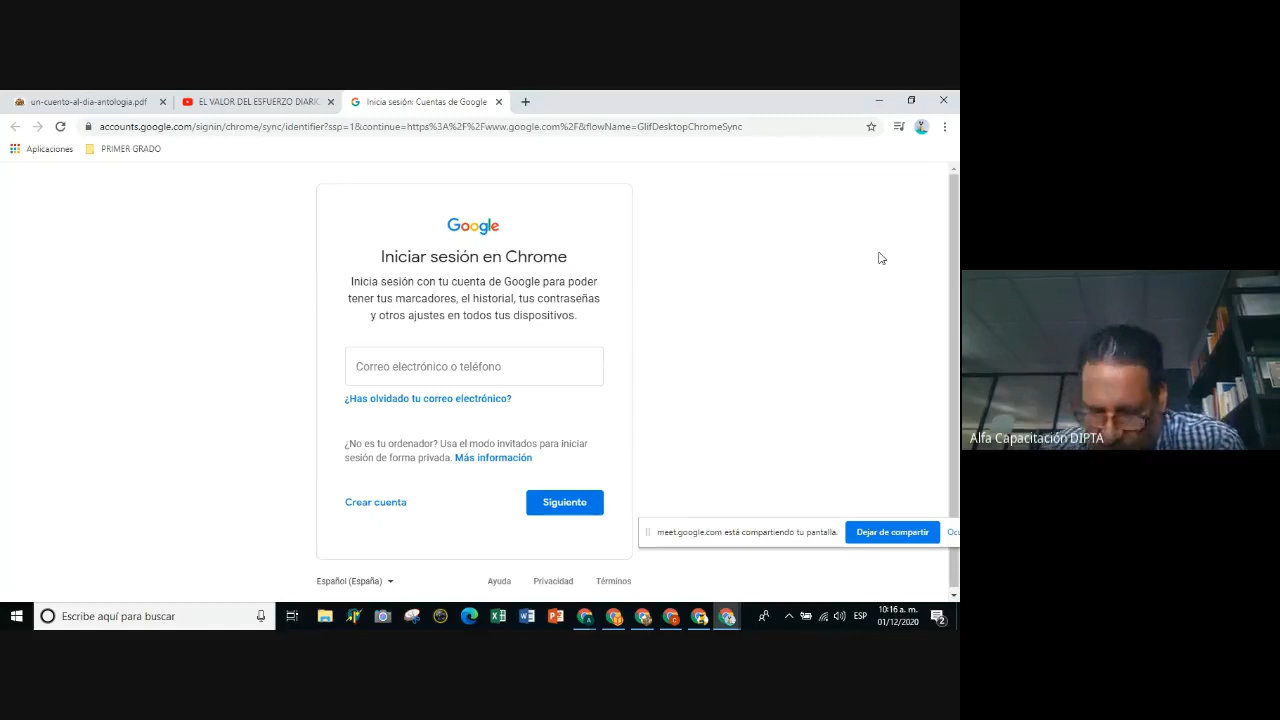 un-cuento-al-dia-antologia.pdf
EL VALOR DEL ESFUERZO DIARI
Inicia sesión: Cuentas de Google
accounts.google.com/signin/chrome/sync/identifier?ssp=1&continue=https%3A%2F%2Fwww.google.com%2F&flowName=GlifDesktopChromeSync
Aplicaciones
PRIMER GRADO
Google
Iniciar sesión en Chrome
Inicia sesión con tu cuenta de Google para poder
tener tus marcadores, el historial, tus contraseñas
y otros ajustes en todos tus dispositivos.
Correo electrónico o teléfono
¿Has olvidado tu correo electrónico?
¿No es tu ordenador? Usa el modo invitados para iniciar
sesión de forma privada. Más información
Crear cuenta
Siguiente
meet.google.com está compartiendo tu pantalla.
Dejar de compartir
Ocu
Español (España)
Ayuda
Privacidad
Términos
Alfa Capacitación DIPTA
Escribe aquí para buscar
ESP
10:16 a. m.
01/12/2020
2